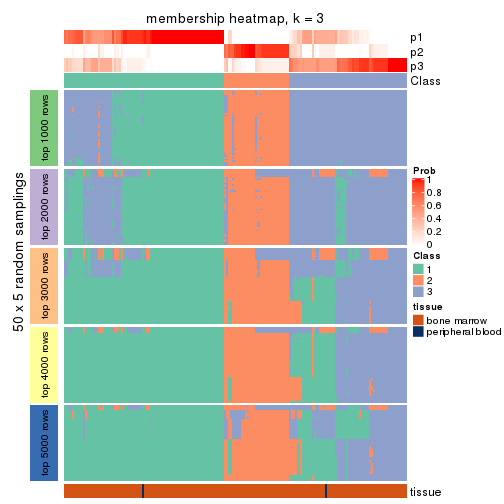 membership heatmap, k = 3
p1
p2
p3
Class
50 x 5 random samplings
top 1000 rows
top 2000 rows
top 3000 rows
top 4000 rows
top 5000 rows
Prob
1
0.8
0.6
0.4
0.2
0
Class
1
2
3
tissue
bone marrow
peripheral blood
tissue